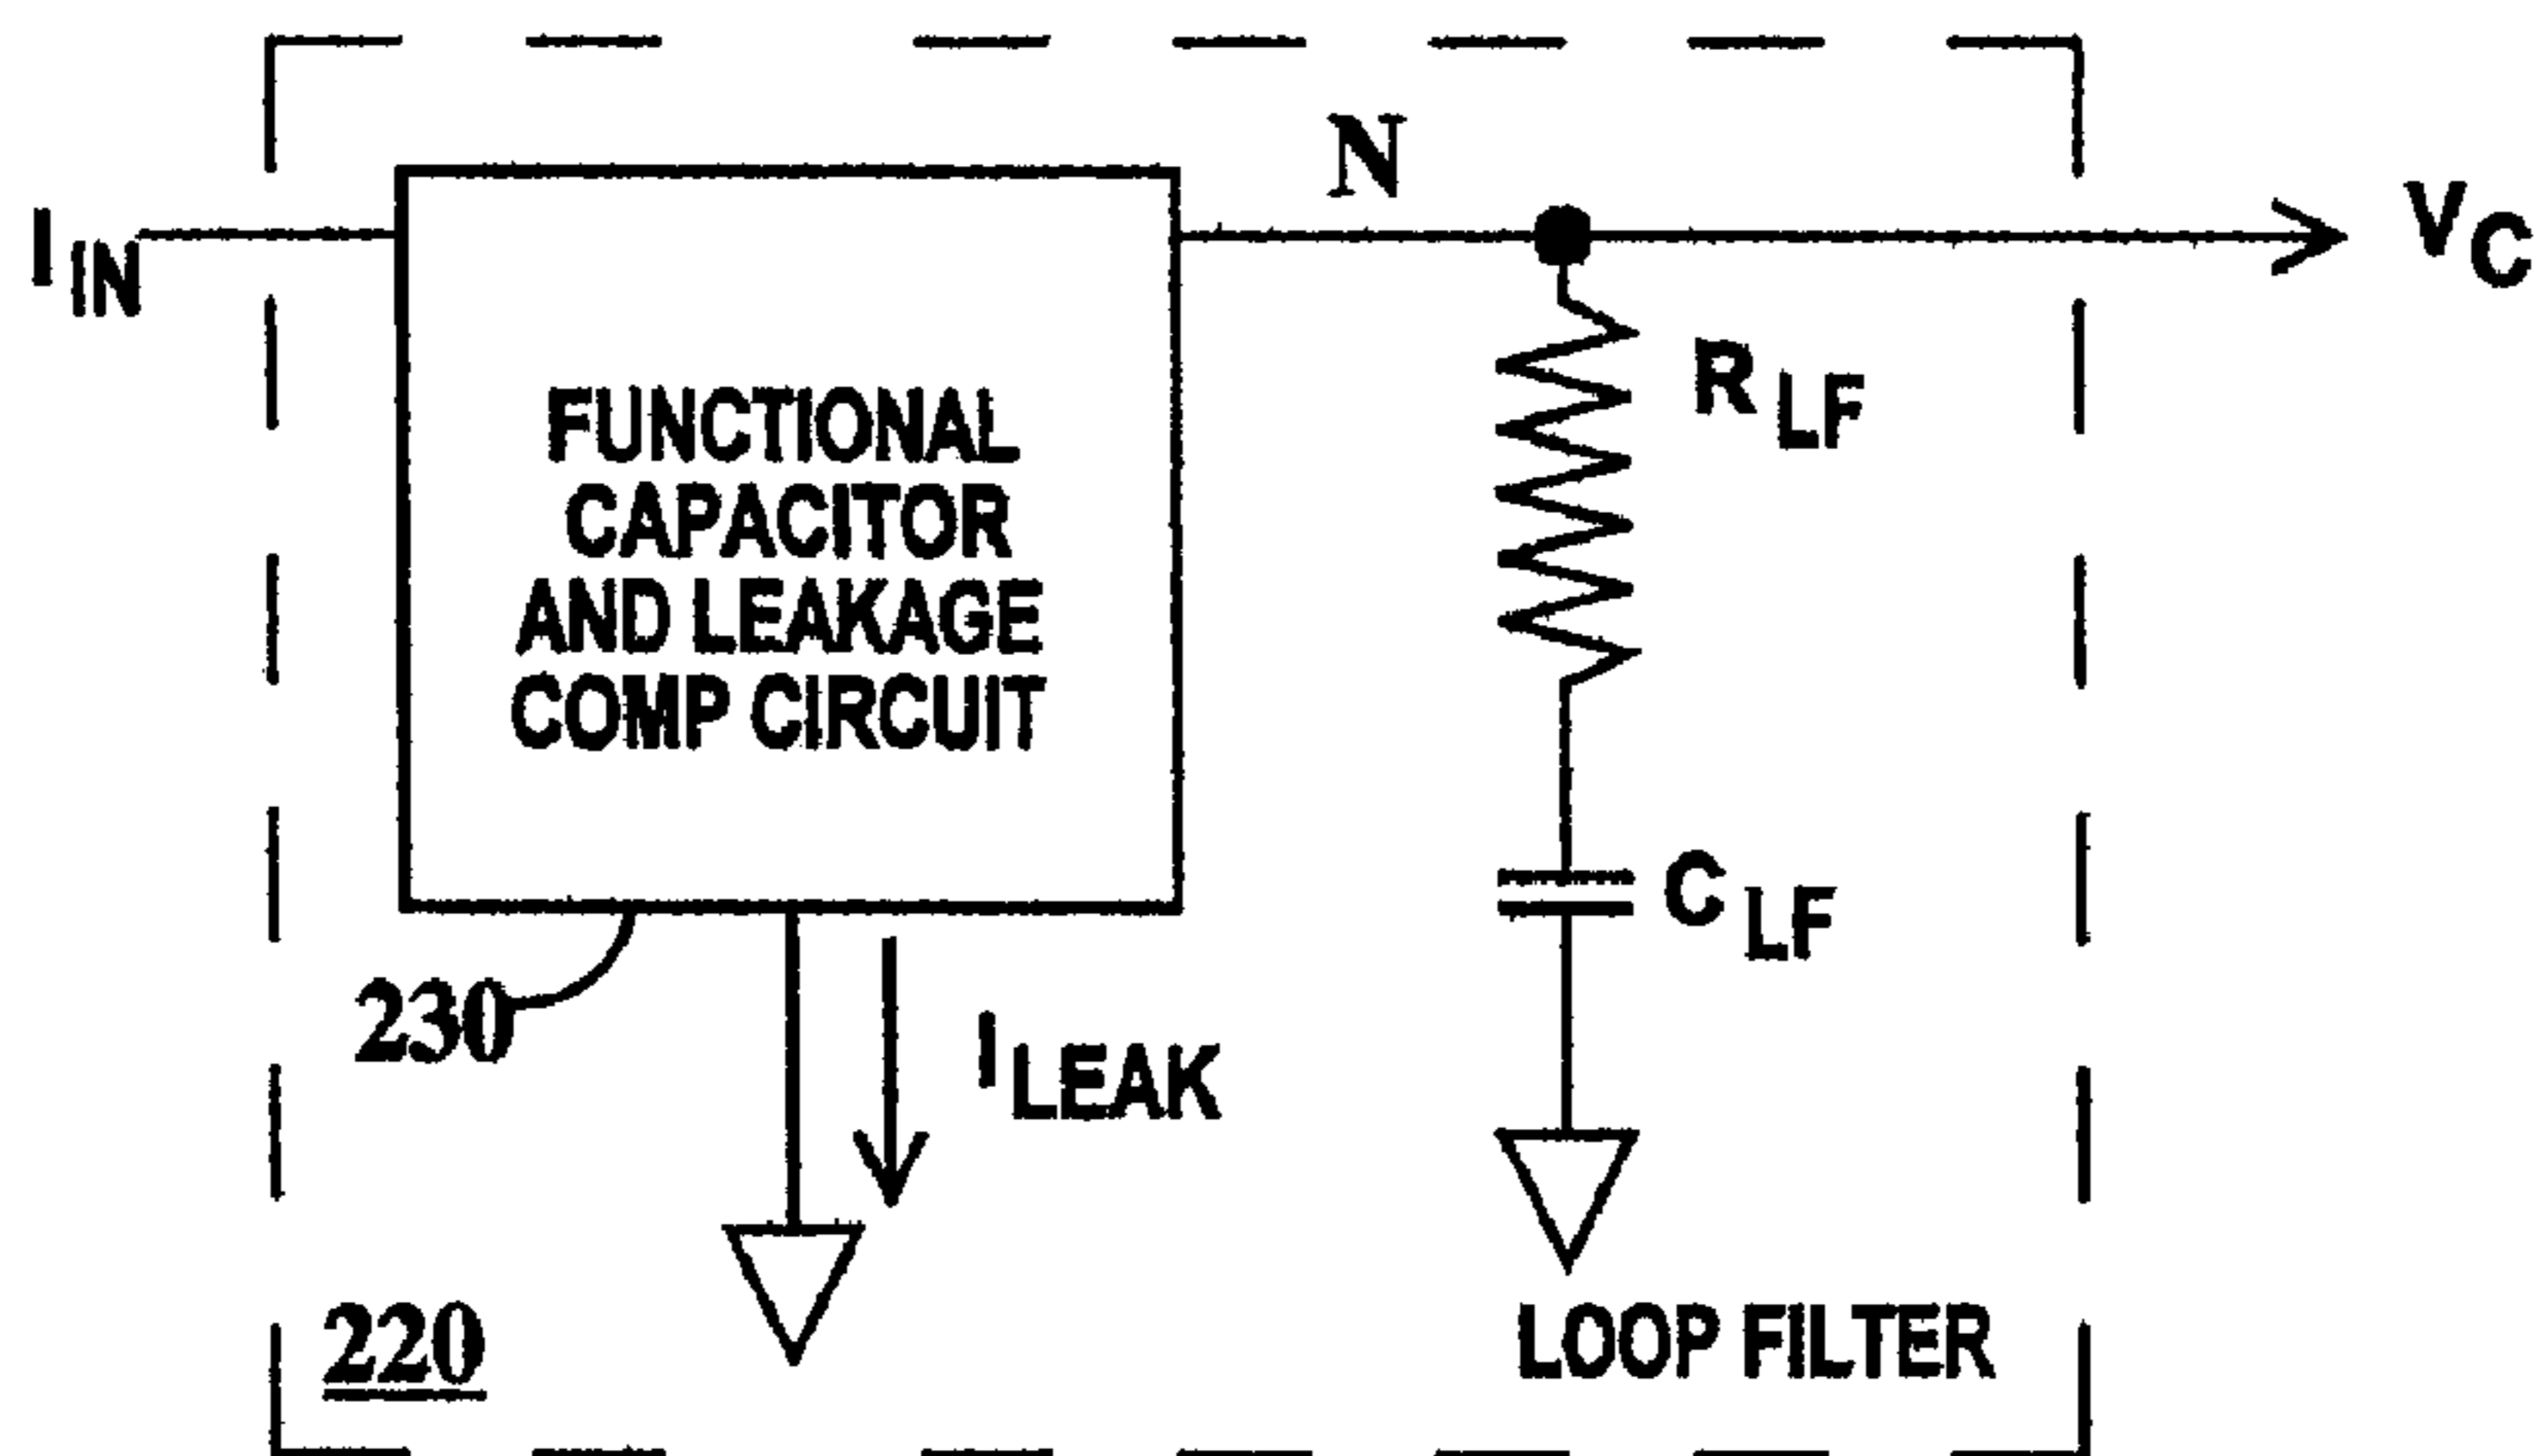 N
I IN
V C
R LF
FUNCTIONAL
CAPACITOR
AND LEAKAGE
COMP CIRCUIT
C LF
230
I LEAK
220
LOOP FILTER